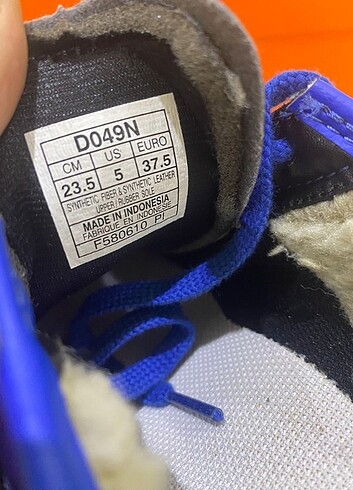 D049N
CM US EURO
23.5 5 37.5
SYNTHETIC FIBER & SYNTHETIC LEATHER
UPPER / RUBBER SOLE
MADE IN INDONESIA
FABRIQUE EN INDONESIE
F580610 PI